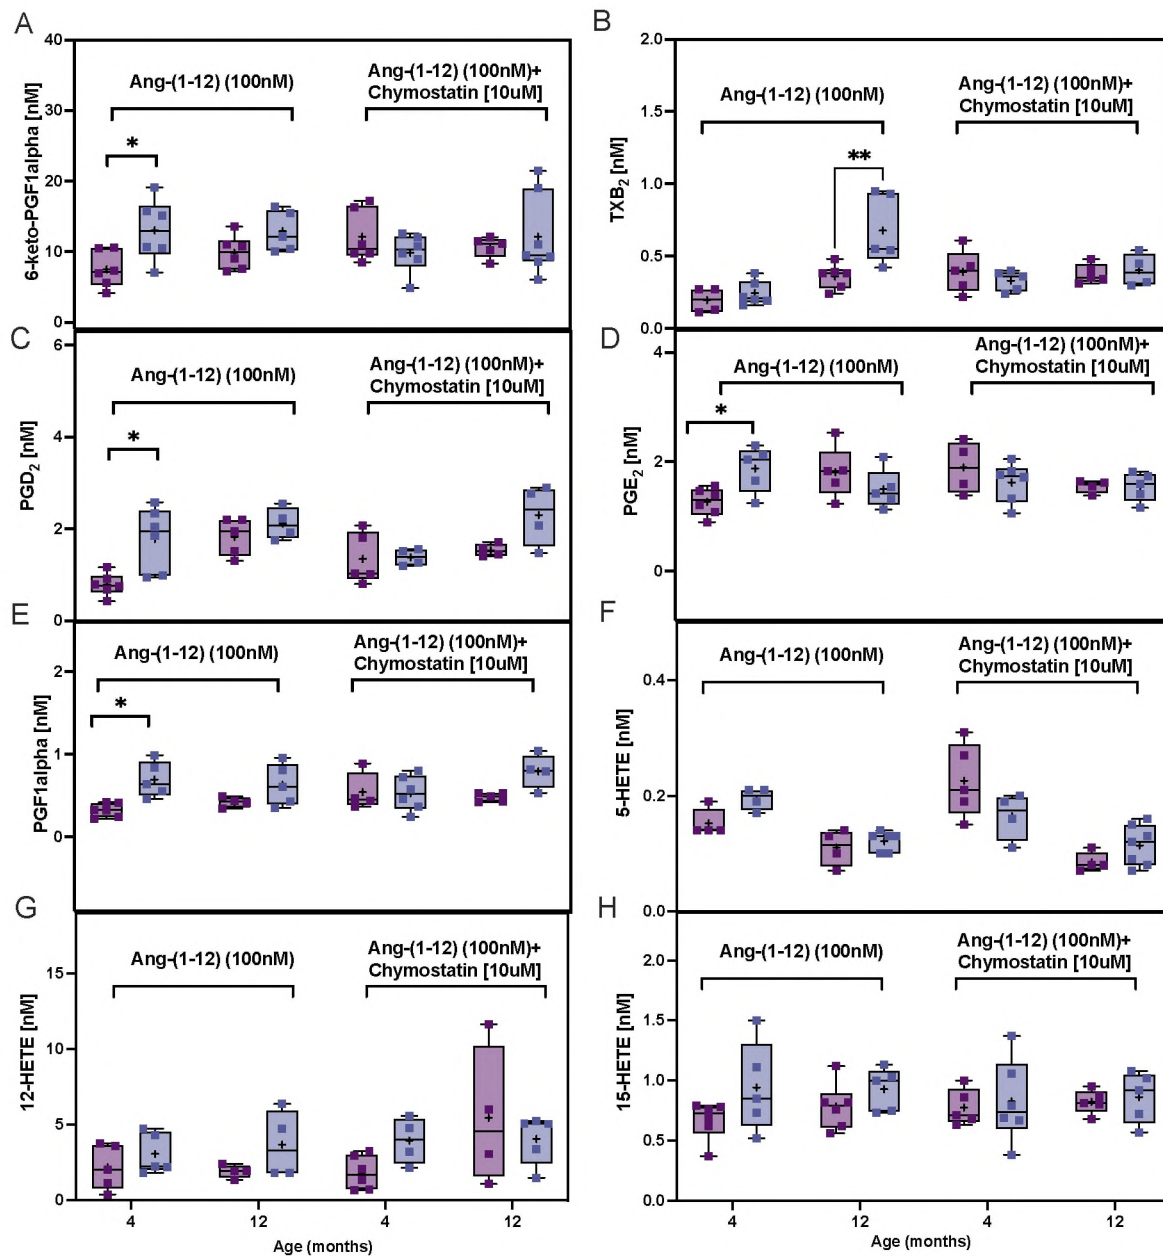 A
6-keto-PGF1alpha [nM]
40
30
20
10
0
Ang-(1-12) (100nM)
Ang-(1-12) (100nM)+
Chymostatin [10uM]
*
B
TXB2 [nM]
2.0
1.5
1.0
0.5
0.0
Ang-(1-12) (100nM)
Ang-(1-12) (100nM)+
Chymostatin [10uM]
**
C
PGD2 [nM]
6
4
2
0
Ang-(1-12) (100nM)
Ang-(1-12) (100nM)+
Chymostatin [10uM]
*
D
PGE2 [nM]
4
2
0
Ang-(1-12) (100nM)
Ang-(1-12) (100nM)+
Chymostatin [10uM]
*
E
PGF1alpha [nM]
2
1
0
Ang-(1-12) (100nM)
Ang-(1-12) (100nM)+
Chymostatin [10uM]
*
F
5-HETE [nM]
0.4
0.2
0.0
Ang-(1-12) (100nM)
Ang-(1-12) (100nM)+
Chymostatin [10uM]
G
12-HETE [nM]
15
10
5
0
Ang-(1-12) (100nM)
Ang-(1-12) (100nM)+
Chymostatin [10uM]
4
12
4
12
Age (months)
H
15-HETE [nM]
2.0
1.5
1.0
0.5
0.0
Ang-(1-12) (100nM)
Ang-(1-12) (100nM)+
Chymostatin [10uM]
4
12
4
12
Age (months)